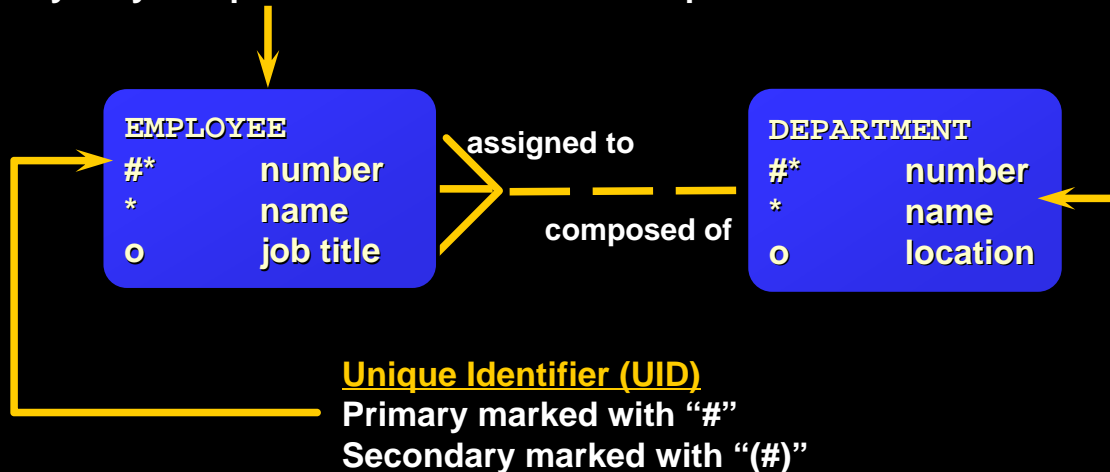 EMPLOYEE
#* number
* name
o job title
assigned to
composed of
DEPARTMENT
#* number
* name
o location
Unique Identifier (UID)
Primary marked with “#”
Secondary marked with “(#)”